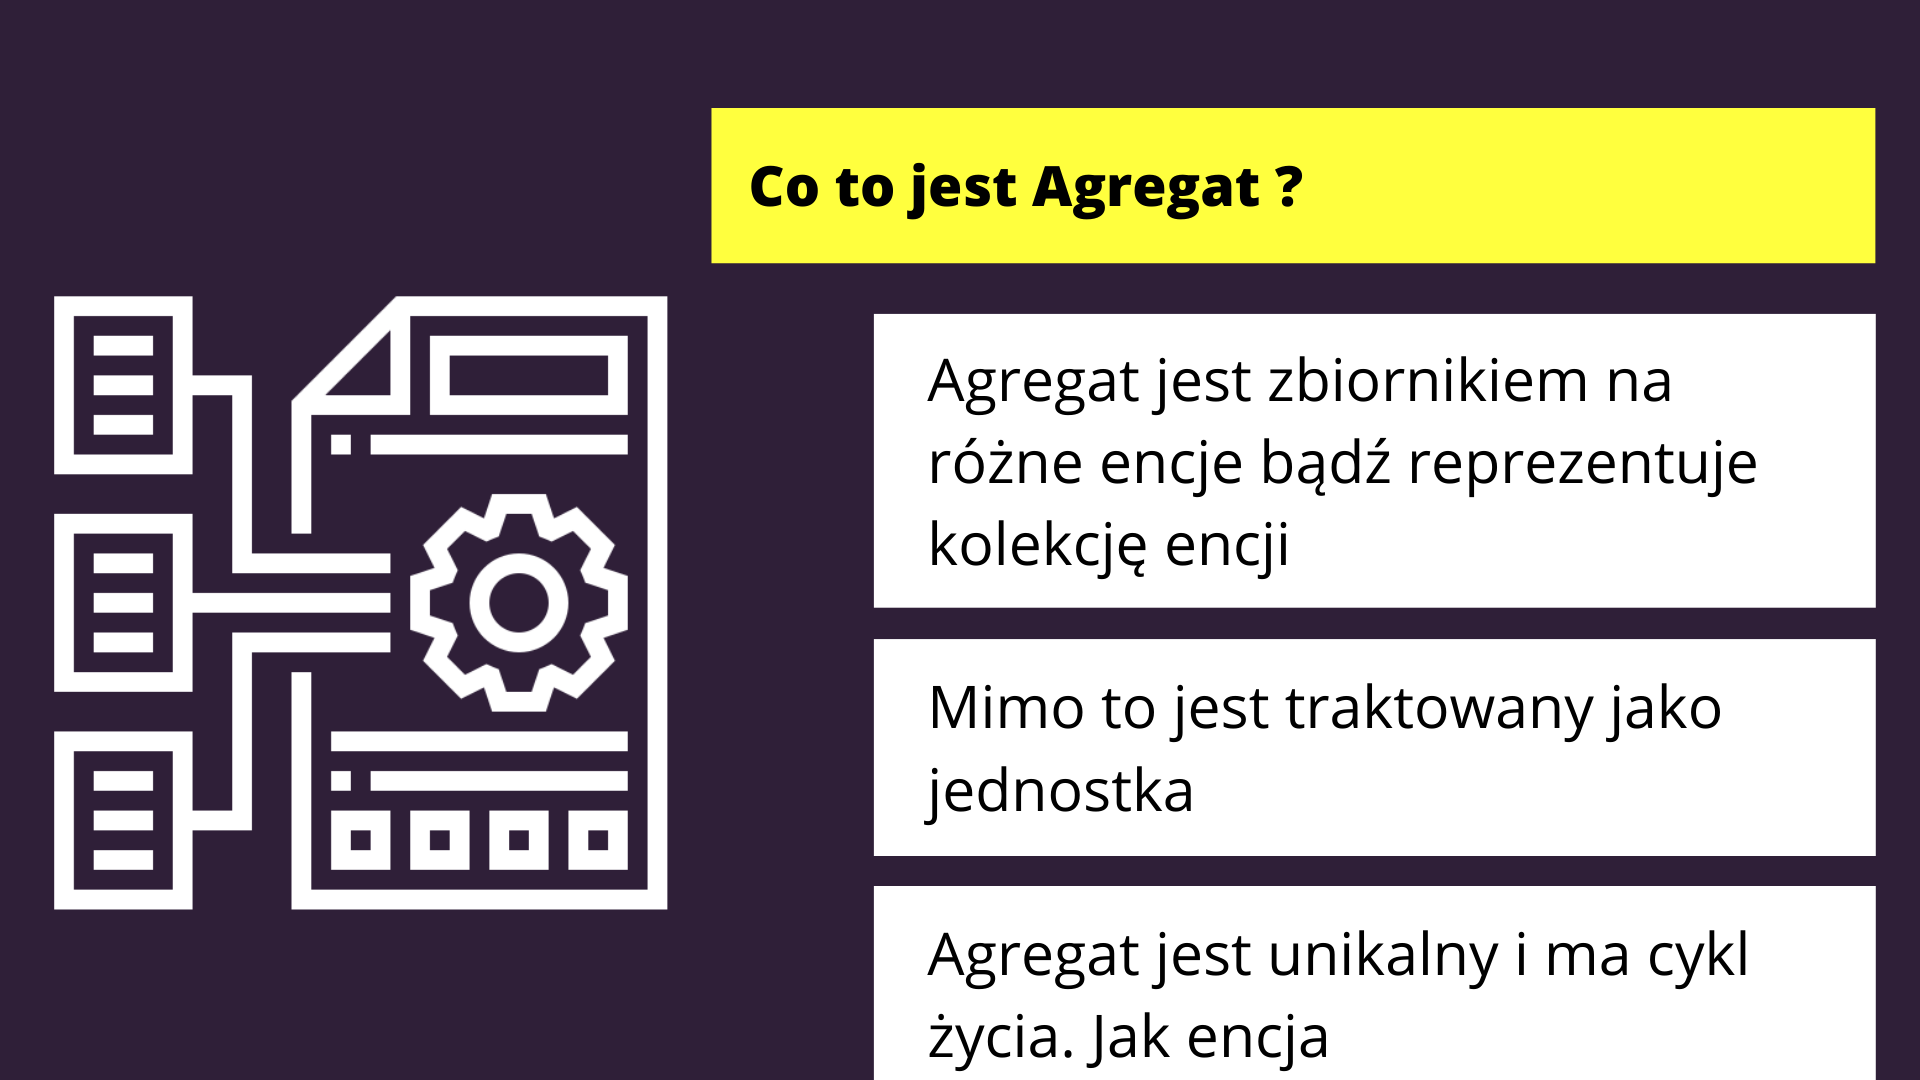 Co to jest Agregat ?
Agregat jest zbiornikiem na
różne encje bądź reprezentuje
kolekcję encji
Mimo to jest traktowany jako
jednostka
Agregat jest unikalny i ma cykl
życia. Jak encja